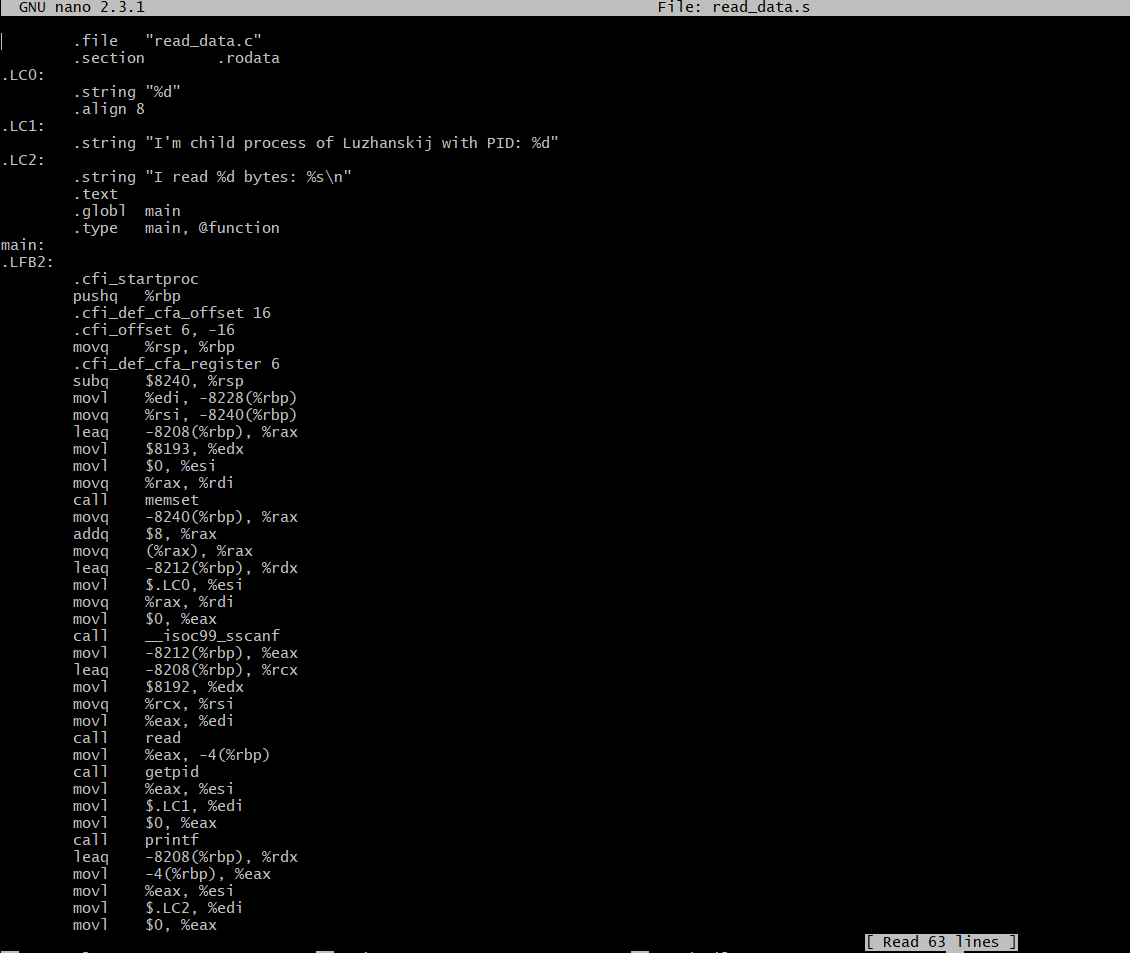 GNU nano 2.3.1 File: read_data.s
.file "read_data.c"
.section .rodata
.LC0:
.string "%d"
.align 8
.LC1:
.string "I'm child process of Luzhanskij with PID: %d"
.LC2:
.string "I read %d bytes: %s\n"
.text
.globl main
.type main, @function
main:
.LFB2:
.cfi_startproc
pushq %rbp
.cfi_def_cfa_offset 16
.cfi_offset 6, -16
movq %rsp, %rbp
.cfi_def_cfa_register 6
subq $8240, %rsp
movl %edi, -8228(%rbp)
movq %rsi, -8240(%rbp)
leaq -8208(%rbp), %rax
movl $8193, %edx
movl $0, %esi
movq %rax, %rdi
call memset
movq -8240(%rbp), %rax
addq $8, %rax
movq (%rax), %rax
leaq -8212(%rbp), %rdx
movl $.LC0, %esi
movq %rax, %rdi
movl $0, %eax
call __isoc99_sscanf
movl -8212(%rbp), %eax
leaq -8208(%rbp), %rcx
movl $8192, %edx
movq %rcx, %rsi
movl %eax, %edi
call read
movl %eax, -4(%rbp)
call getpid
movl %eax, %esi
movl $.LC1, %edi
movl $0, %eax
call printf
leaq -8208(%rbp), %rdx
movl -4(%rbp), %eax
movl %eax, %esi
movl $.LC2, %edi
movl $0, %eax
[ Read 63 lines ]